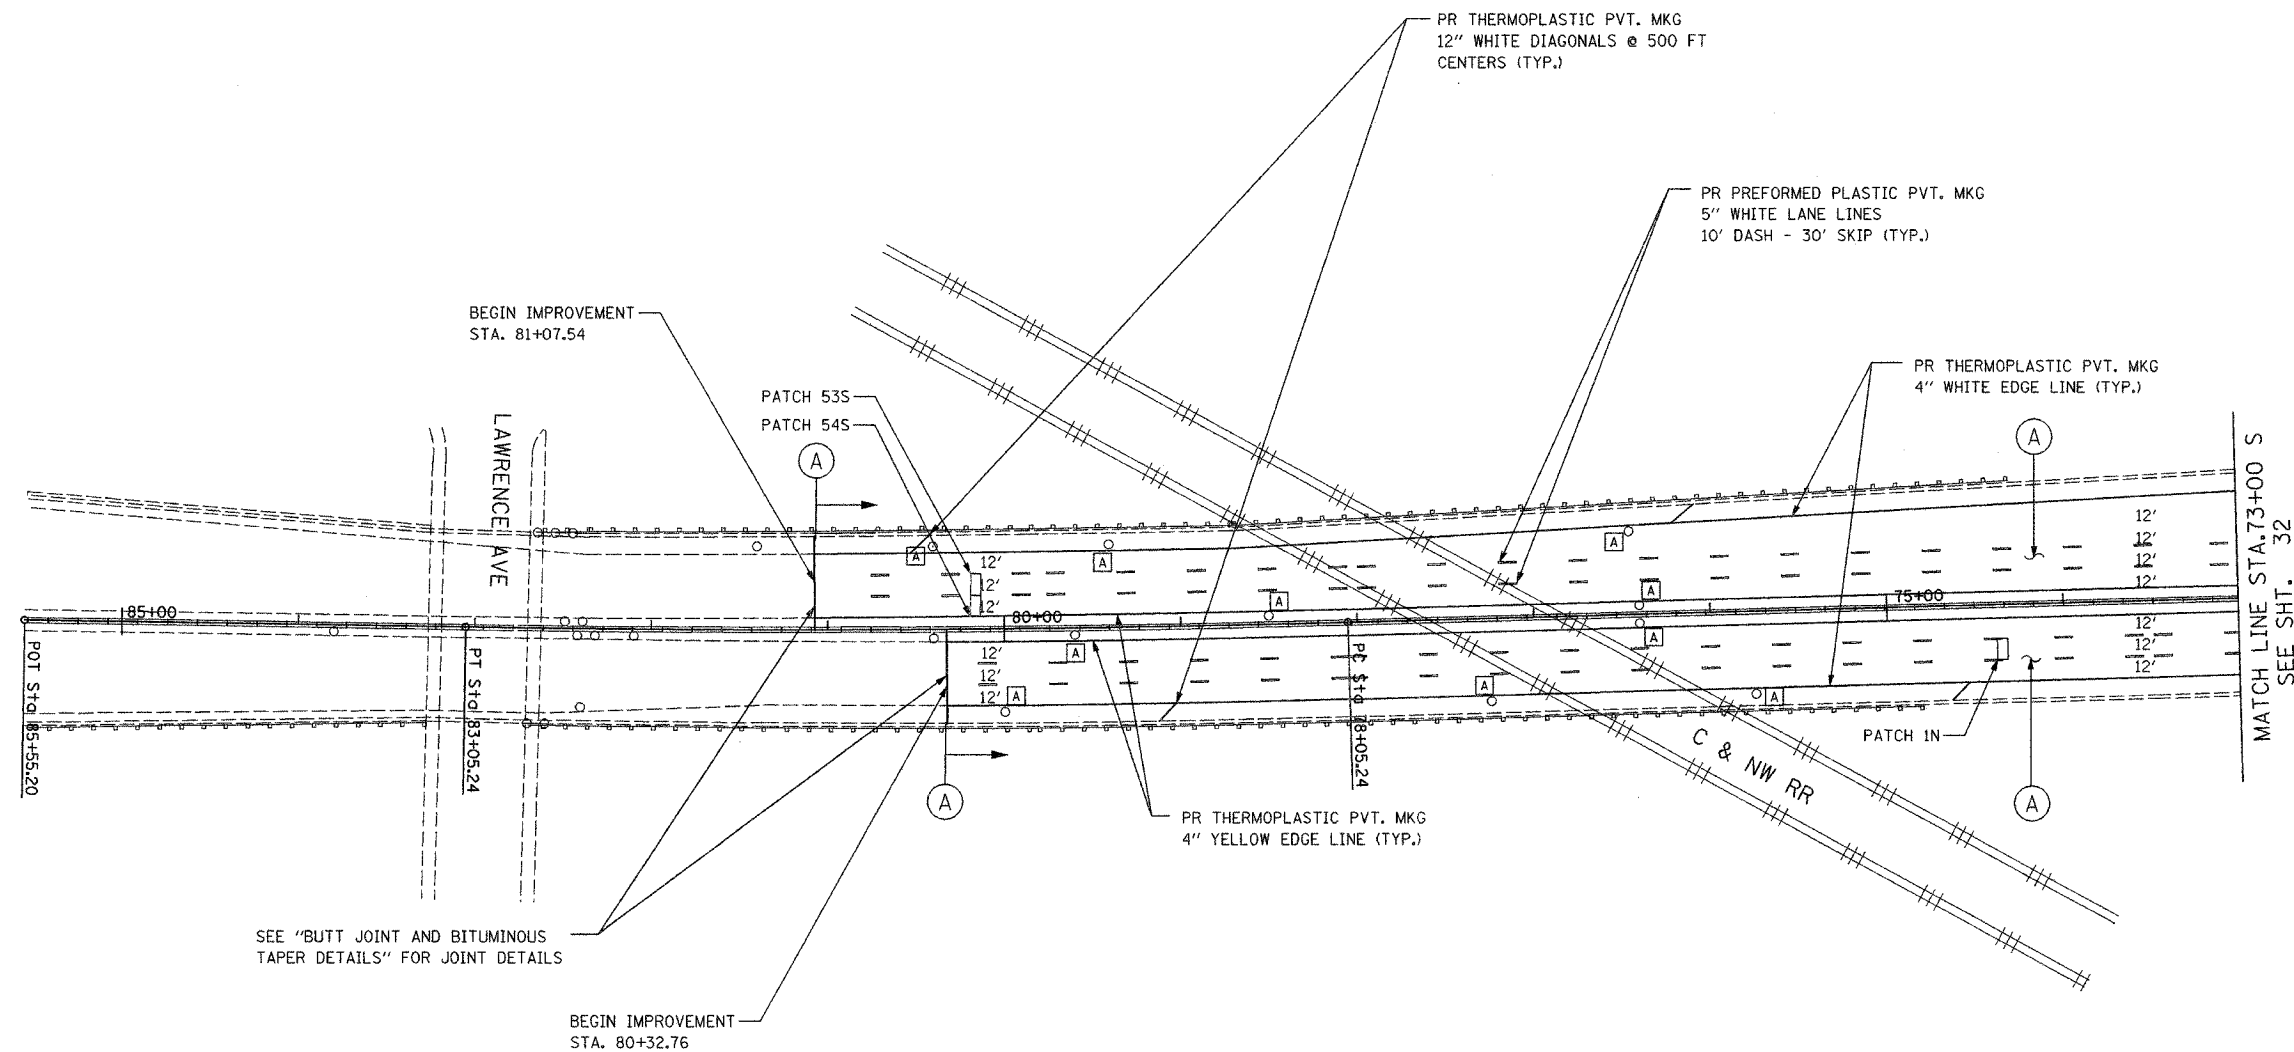 PR THERMOPLASTIC PVT. MKG
12" WHITE DIAGONALS @ 500 FT
CENTERS (TYP.)
PR PREFORMED PLASTIC PVT. MKG
5" WHITE LANE LINES
10' DASH - 30' SKIP (TYP.)
BEGIN IMPROVEMENT
STA. 81+07.54
PR THERMOPLASTIC PVT. MKG
4" WHITE EDGE LINE (TYP.)
PATCH 53S
PATCH 54S
LAWRENCE AVE
A
A
A
A
A
A
A
12'
12'
12'
12'
12'
12'
12'
85+00
80+00
75+00
12'
12'
12'
12'
12'
12'
A
A
A
A
A
POT Sta 85+55.20
PT Sta 83+05.24
PC Sta 78+05.24
MATCH LINE STA.73+00 S
SEE SHT. 32
PATCH 1N
C & NW RR
A
A
PR THERMOPLASTIC PVT. MKG
4" YELLOW EDGE LINE (TYP.)
SEE "BUTT JOINT AND BITUMINOUS
TAPER DETAILS" FOR JOINT DETAILS
BEGIN IMPROVEMENT
STA. 80+32.76